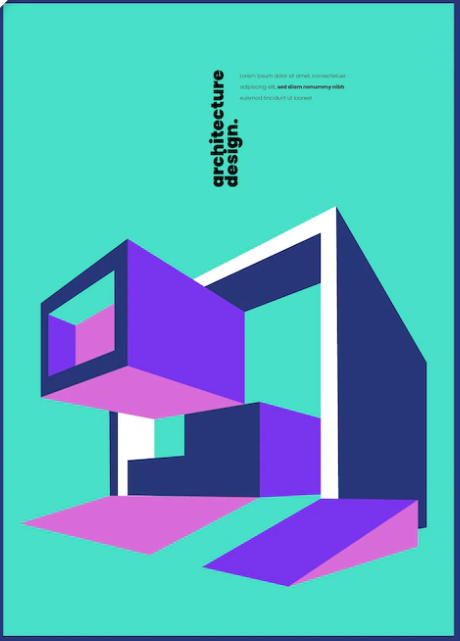 architecture
design.
Lorem ipsum dolor sit amet, consectetuer
adipiscing elit, sed diam nonummy nibh
euismod tincidunt ut laoreet